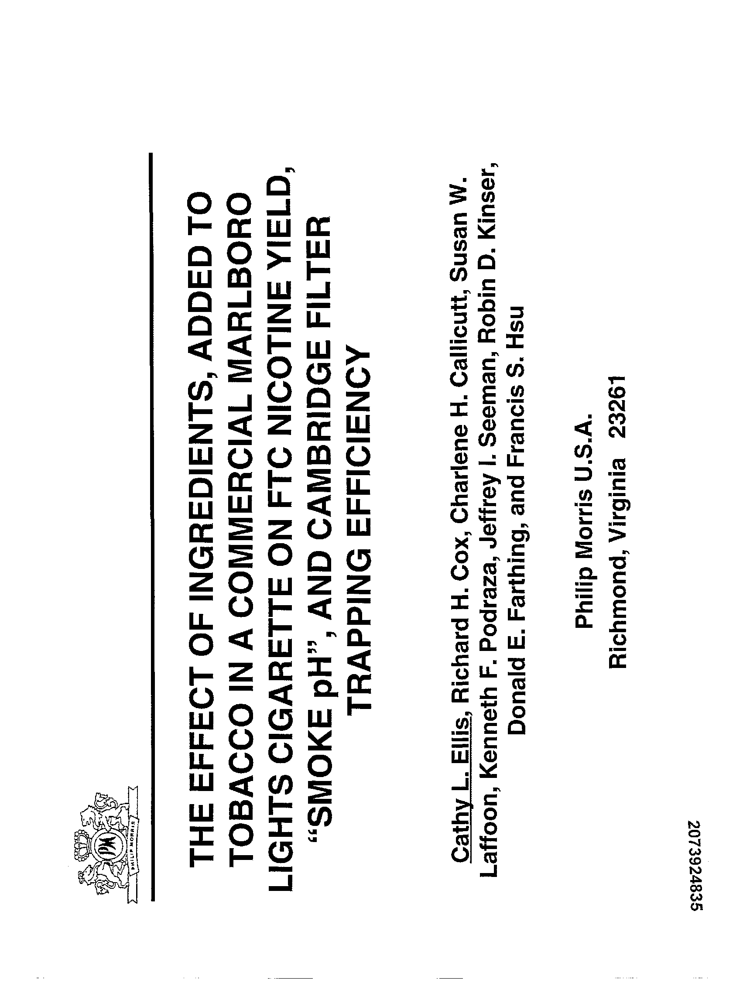 PHILIP MORRIS
THE EFFECT OF INGREDIENTS, ADDED TO
TOBACCO IN A COMMERCIAL MARLBORO
LIGHTS CIGARETTE ON FTC NICOTINE YIELD,
“SMOKE pH”, AND CAMBRIDGE FILTER
TRAPPING EFFICIENCY
Cathy L. Ellis, Richard H. Cox, Charlene H. Callicutt, Susan W.
Laffoon, Kenneth F. Podraza, Jeffrey I. Seeman, Robin D. Kinser,
Donald E. Farthing, and Francis S. Hsu
Philip Morris U.S.A.
Richmond, Virginia 23261
2073924835